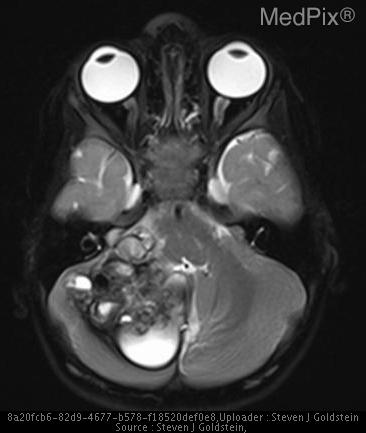 MedPix®
8a20fcb6-82d9-4677-b578-f18520def0e8,Uploader : Steven J Goldstein
Source : Steven J Goldstein,